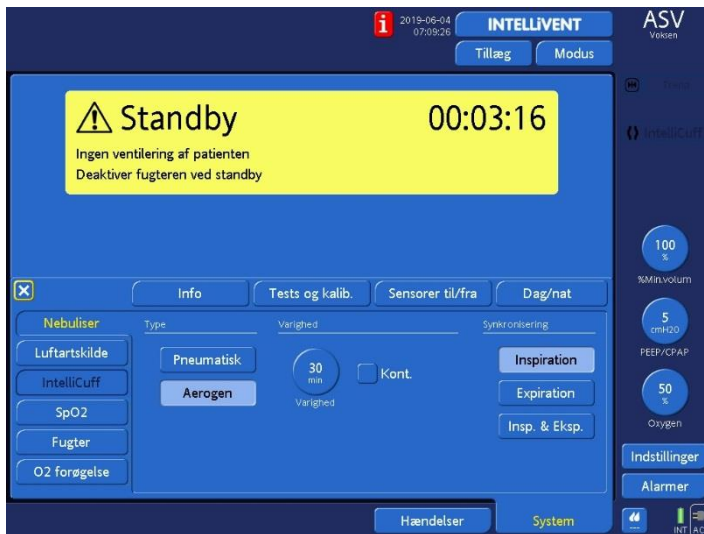 i
2019-06-04
07:09:26
INTELLiVENT
ASV
Voksen
Tillæg
Modus
Standby
00:03:16
Ingen ventilering af patienten
Deaktiver fugteren ved standby
IntelliCuff
100
%
%Min.volum
5
cmH2O
PEEP/CPAP
50
%
Oxygen
Indstillinger
Alarmer
Info
Tests og kalib.
Sensorer til/fra
Dag/nat
Nebuliser
Luftartskilde
IntelliCuff
SpO2
Fugter
O2 forøgelse
Type
Pneumatisk
Aerogen
Varighed
30
min
Varighed
Kont.
Synkronisering
Inspiration
Expiration
Insp. & Eksp.
Hændelser
System
INT
AC